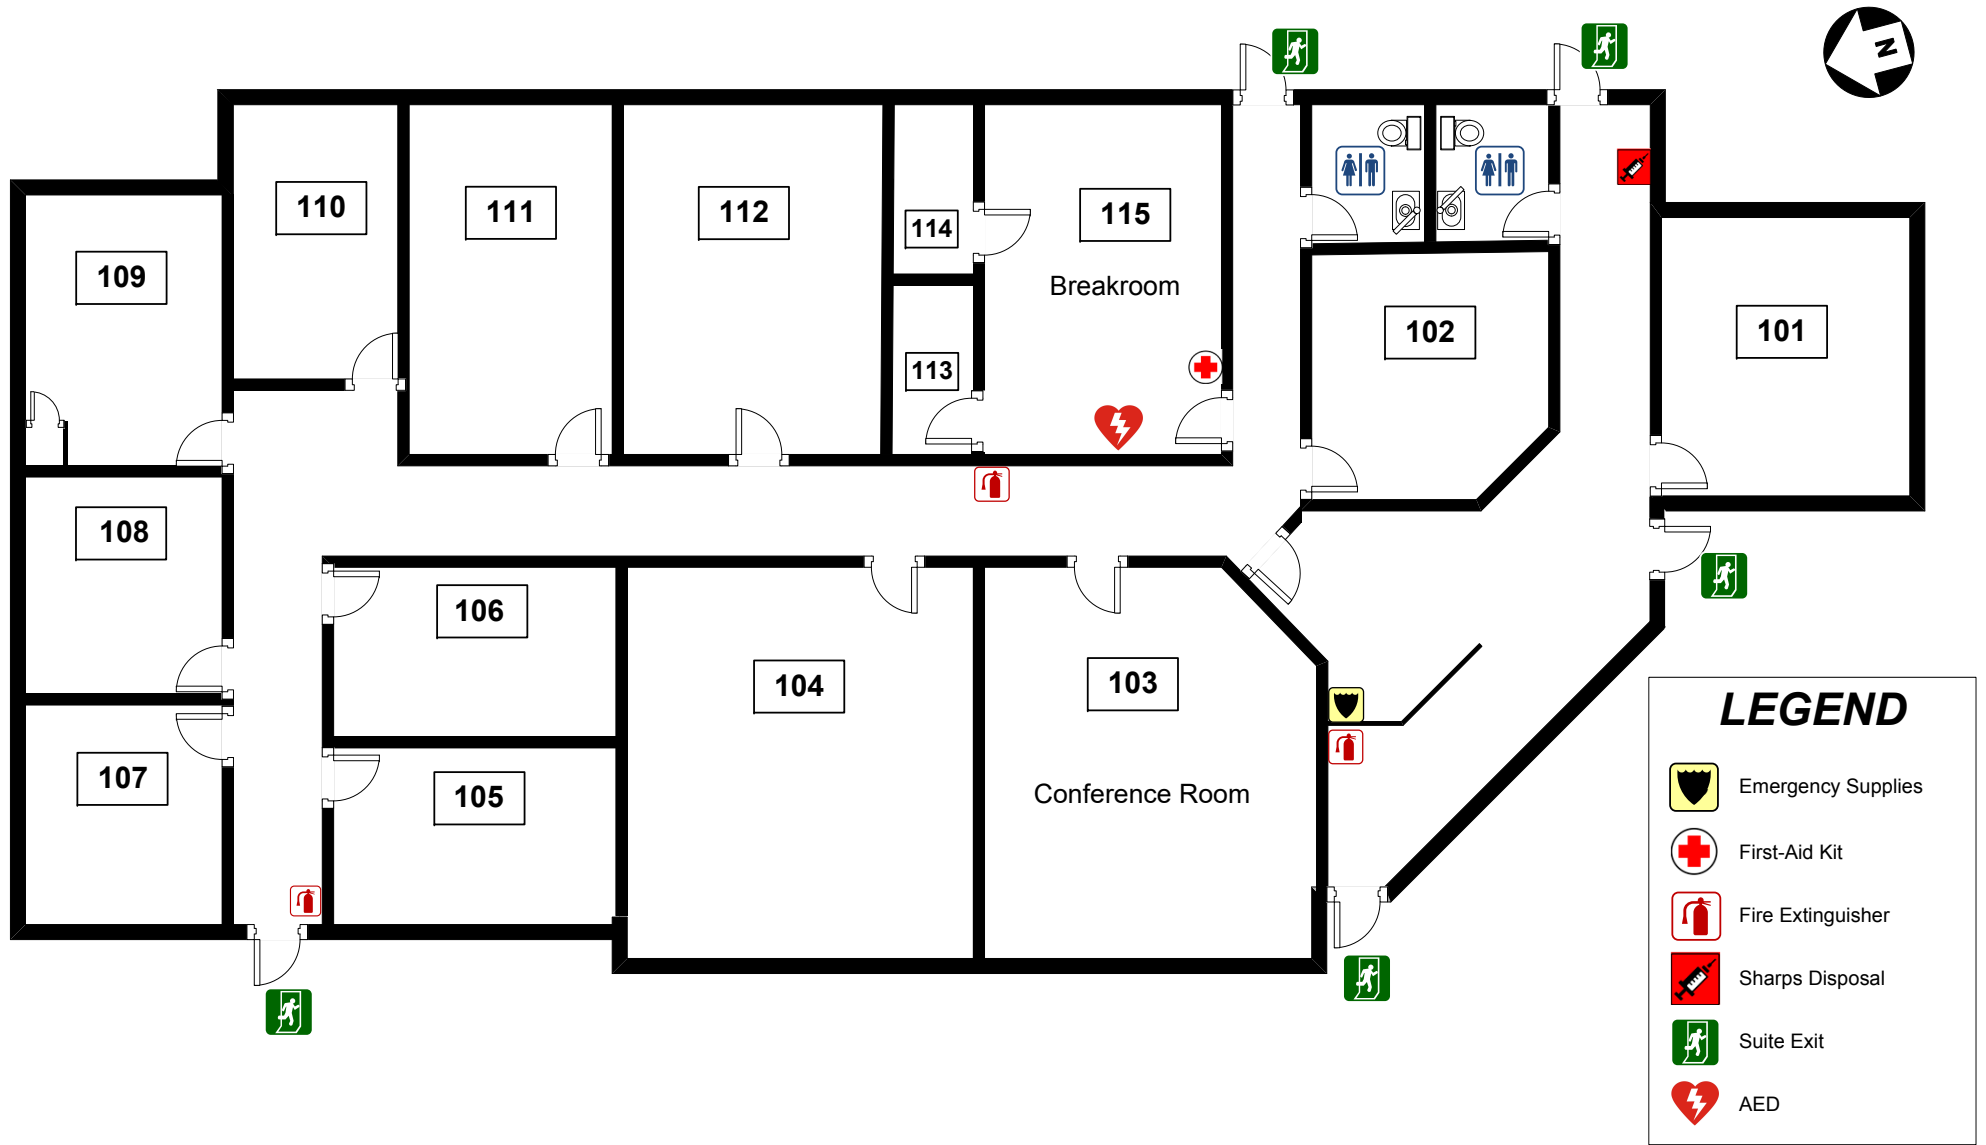 N
110
111
112
115
114
109
Breakroom
102
101
113
108
106
104
103
107
105
Conference Room
LEGEND
Emergency Supplies
First-Aid Kit
Fire Extinguisher
Sharps Disposal
Suite Exit
AED